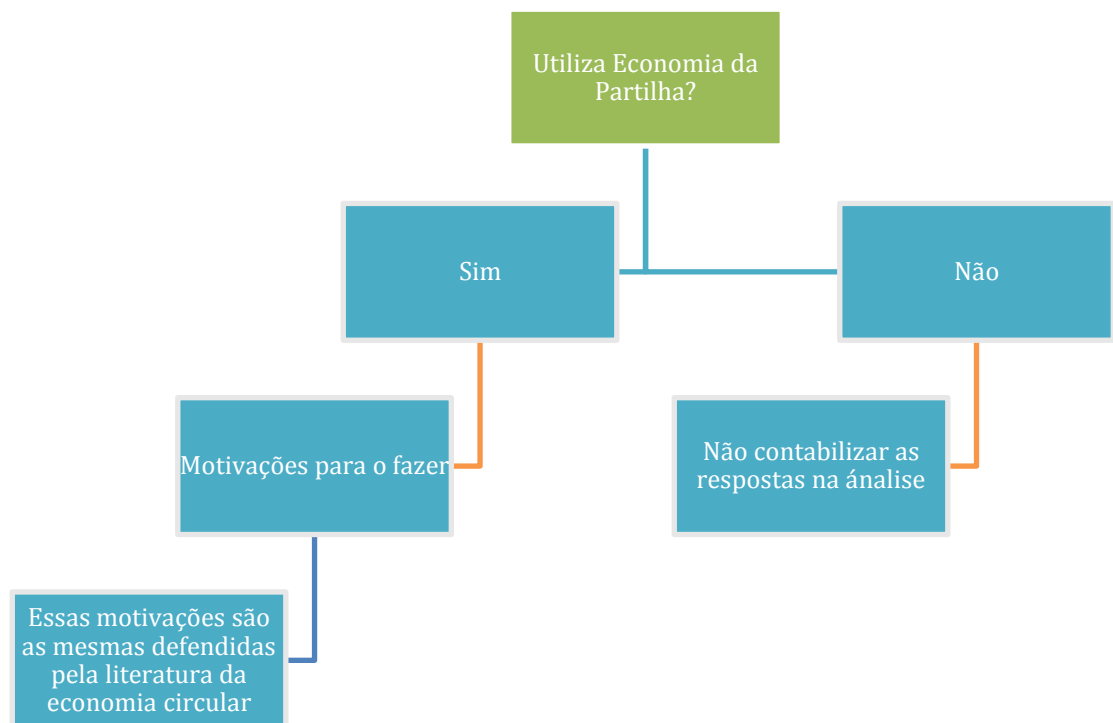 Utiliza Economia da
Partilha?
Sim
Não
Motivações para o fazer
Não contabilizar as
respostas na ánalise
Essas motivações são
as mesmas defendidas
pela literatura da
economia circular